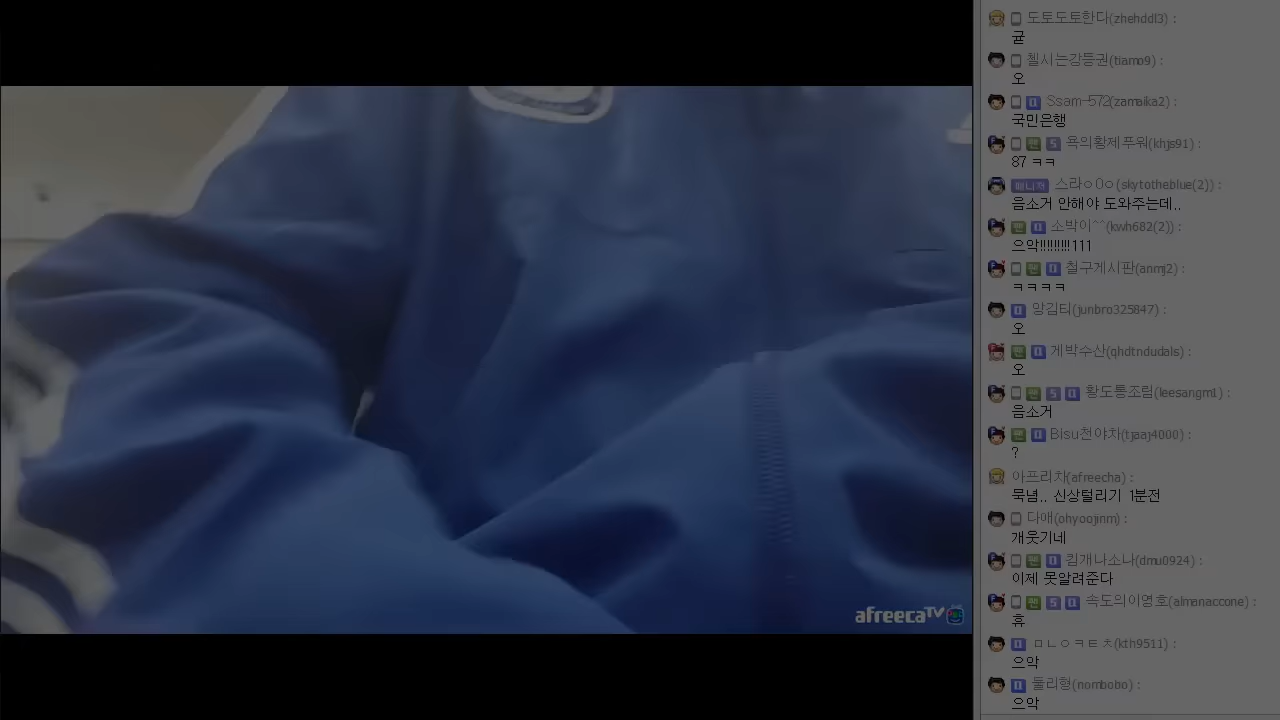 도토도토한다(zhehddl3) :
귣
첼시는강등권(tiamo9) :
오
Ssam-572(zamaika2) :
국민은행
욕의황제푸워(khjs91) :
87 ㅋㅋ
매니저 스라ㅇ0ㅇ(skytotheblue(2)) :
음소거 안해야 도와주는데..
소박이^^(kwh682(2)) :
으악!!!!!!!!!111
철구게시판(anmj2) :
ㅋㅋㅋㅋ
앙김티(junbro325847) :
오
게박수산(qhdtndudals) :
오
황도통조림(leesangm1) :
음소거
Bisu천야차(tjaaj4000) :
?
아프리차(afreecha) :
묵념.. 신상털리기 1분전
다애(ohyoojinm) :
개웃기네
킴개나소나(dmu0924) :
이제 못알려준다
속도의이영호(almanaccone) :
휴
ㅁㄴㅇㅋㅌㅊ(kth9511) :
으악
둘리형(nombobo) :
으악
afreecaTV